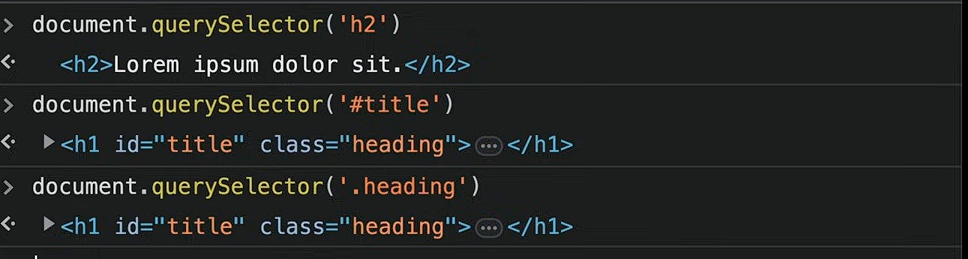 document.querySelector('h2')
<h2>Lorem ipsum dolor sit.</h2>
document.querySelector('#title')
<h1 id="title" class="heading">…</h1>
document.querySelector('.heading')
<h1 id="title" class="heading">…</h1>